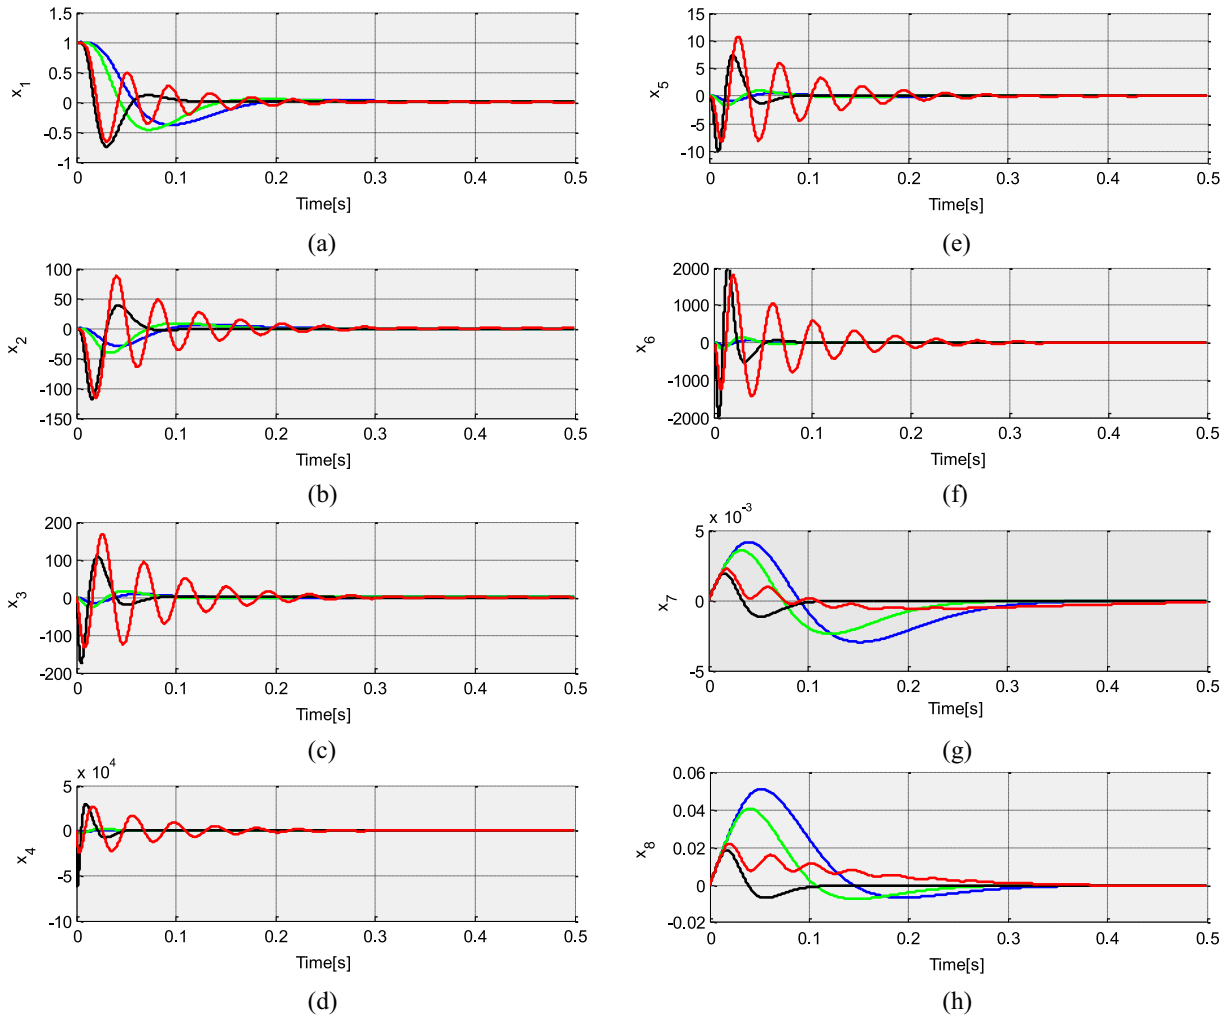 1.5
1
0.5
0
-0.5
-1
x1
0 0.1 0.2 0.3 0.4 0.5
Time[s]
(a)
100
50
0
-50
-100
-150
x2
0 0.1 0.2 0.3 0.4 0.5
Time[s]
(b)
200
100
0
-100
-200
x3
0 0.1 0.2 0.3 0.4 0.5
Time[s]
(c)
x 10^4
5
0
-5
-10
x4
0 0.1 0.2 0.3 0.4 0.5
Time[s]
(d)
15
10
5
0
-5
-10
x5
0 0.1 0.2 0.3 0.4 0.5
Time[s]
(e)
2000
1000
0
-1000
-2000
x6
0 0.1 0.2 0.3 0.4 0.5
Time[s]
(f)
x 10^-3
5
0
-5
x7
0 0.1 0.2 0.3 0.4 0.5
Time[s]
(g)
0.06
0.04
0.02
0
-0.02
x8
0 0.1 0.2 0.3 0.4 0.5
Time[s]
(h)